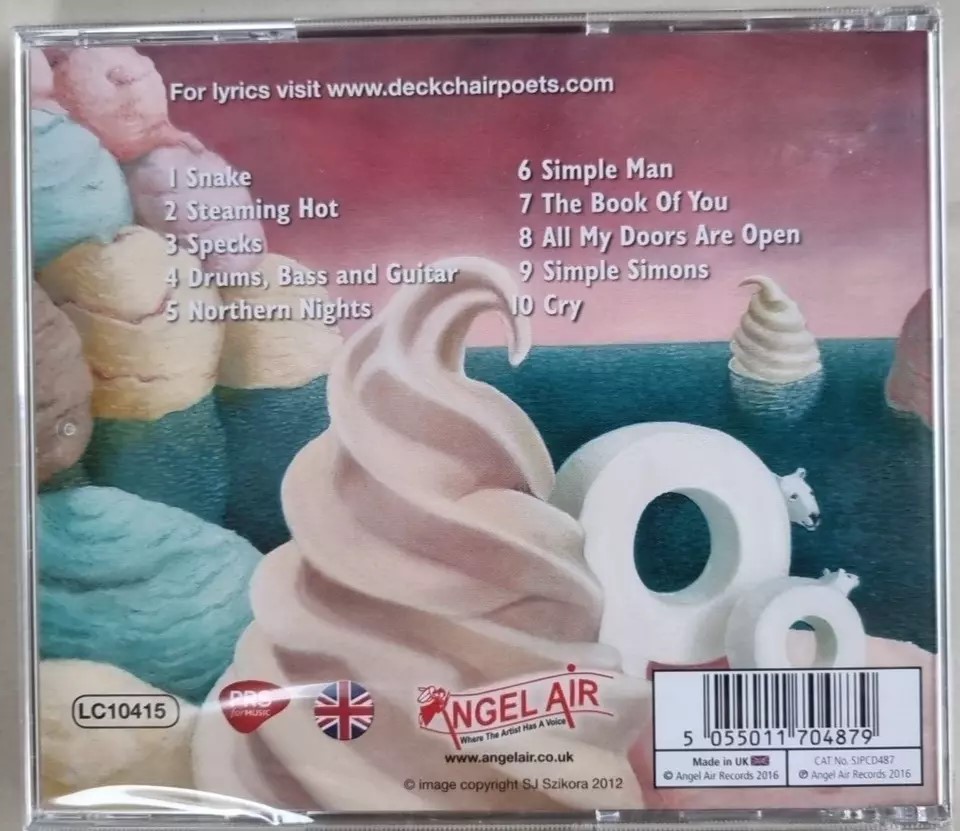 For lyrics visit www.deckchairpoets.com
1 Snake
2 Steaming Hot
3 Specks
4 Drums, Bass and Guitar
5 Northern Nights
6 Simple Man
7 The Book Of You
8 All My Doors Are Open
9 Simple Simons
10 Cry
LC10415
PRS
for MUSIC
ANGEL AIR
Where The Artist Has A Voice
www.angelair.co.uk
© image copyright SJ Szikora 2012
5 055011 704879
Made in UK
© Angel Air Records 2016
CAT No. SJPCD487
℗ Angel Air Records 2016